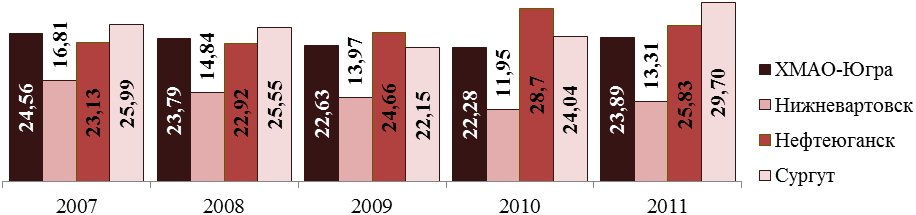 24,56 16,81 23,13 25,99
23,79 14,84 22,92 25,55
22,63 13,97 24,66 22,15
22,28 11,95 28,7 24,04
23,89 13,31 25,83 29,70
2007 2008 2009 2010 2011
ХМАО-Югра
Нижневартовск
Нефтеюганск
Сургут